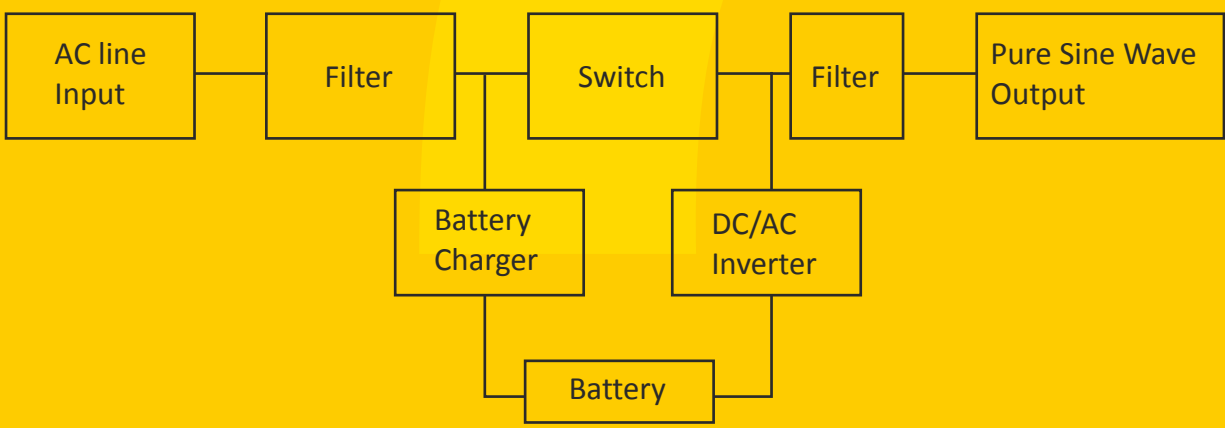 AC line
Input
Filter
Switch
Filter
Pure Sine Wave
Output
Battery
Charger
DC/AC
Inverter
Battery